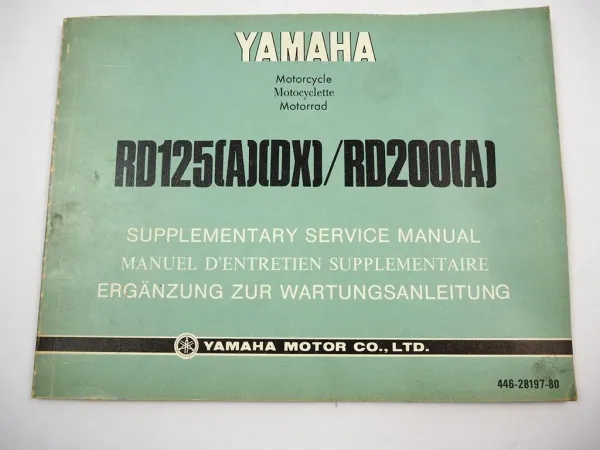 YAMAHA
Motorcycle
Motocyclette
Motorrad
RD125(A)(DX)/RD200(A)
SUPPLEMENTARY SERVICE MANUAL
MANUEL D'ENTRETIEN SUPPLEMENTAIRE
ERGÄNZUNG ZUR WARTUNGSANLEITUNG
YAMAHA MOTOR CO., LTD.
446-28197-80